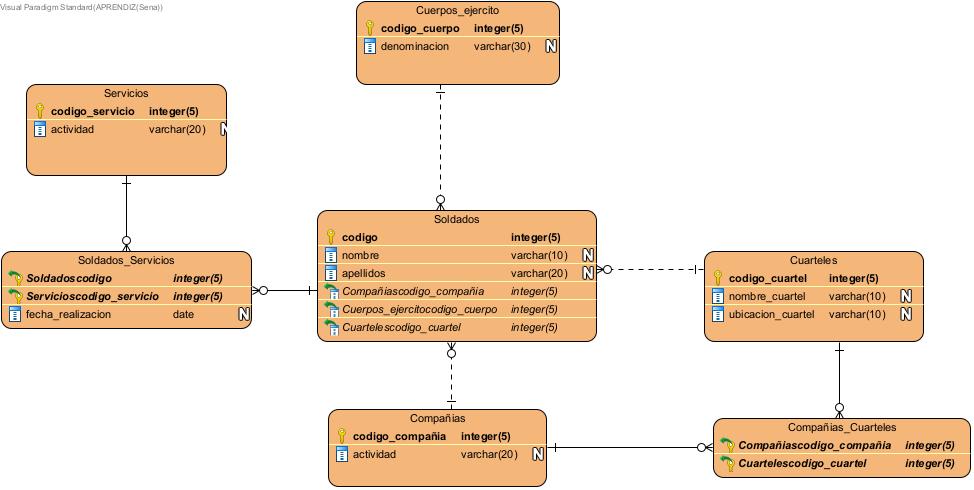 Visual Paradigm Standard(APRENDIZ(Sena))
Cuerpos_ejercito
codigo_cuerpo integer(5)
denominacion varchar(30) N
Servicios
codigo_servicio integer(5)
actividad varchar(20) N
Soldados
codigo integer(5)
nombre varchar(10) N
apellidos varchar(20) N
Compañiascodigo_compañia integer(5)
Cuerpos_ejercitocodigo_cuerpo integer(5)
Cuartelescodigo_cuartel integer(5)
Soldados_Servicios
Soldadoscodigo integer(5)
Servicioscodigo_servicio integer(5)
fecha_realizacion date N
Cuarteles
codigo_cuartel integer(5)
nombre_cuartel varchar(10) N
ubicacion_cuartel varchar(10) N
Compañias
codigo_compañia integer(5)
actividad varchar(20) N
Compañias_Cuarteles
Compañiascodigo_compañia integer(5)
Cuartelescodigo_cuartel integer(5)